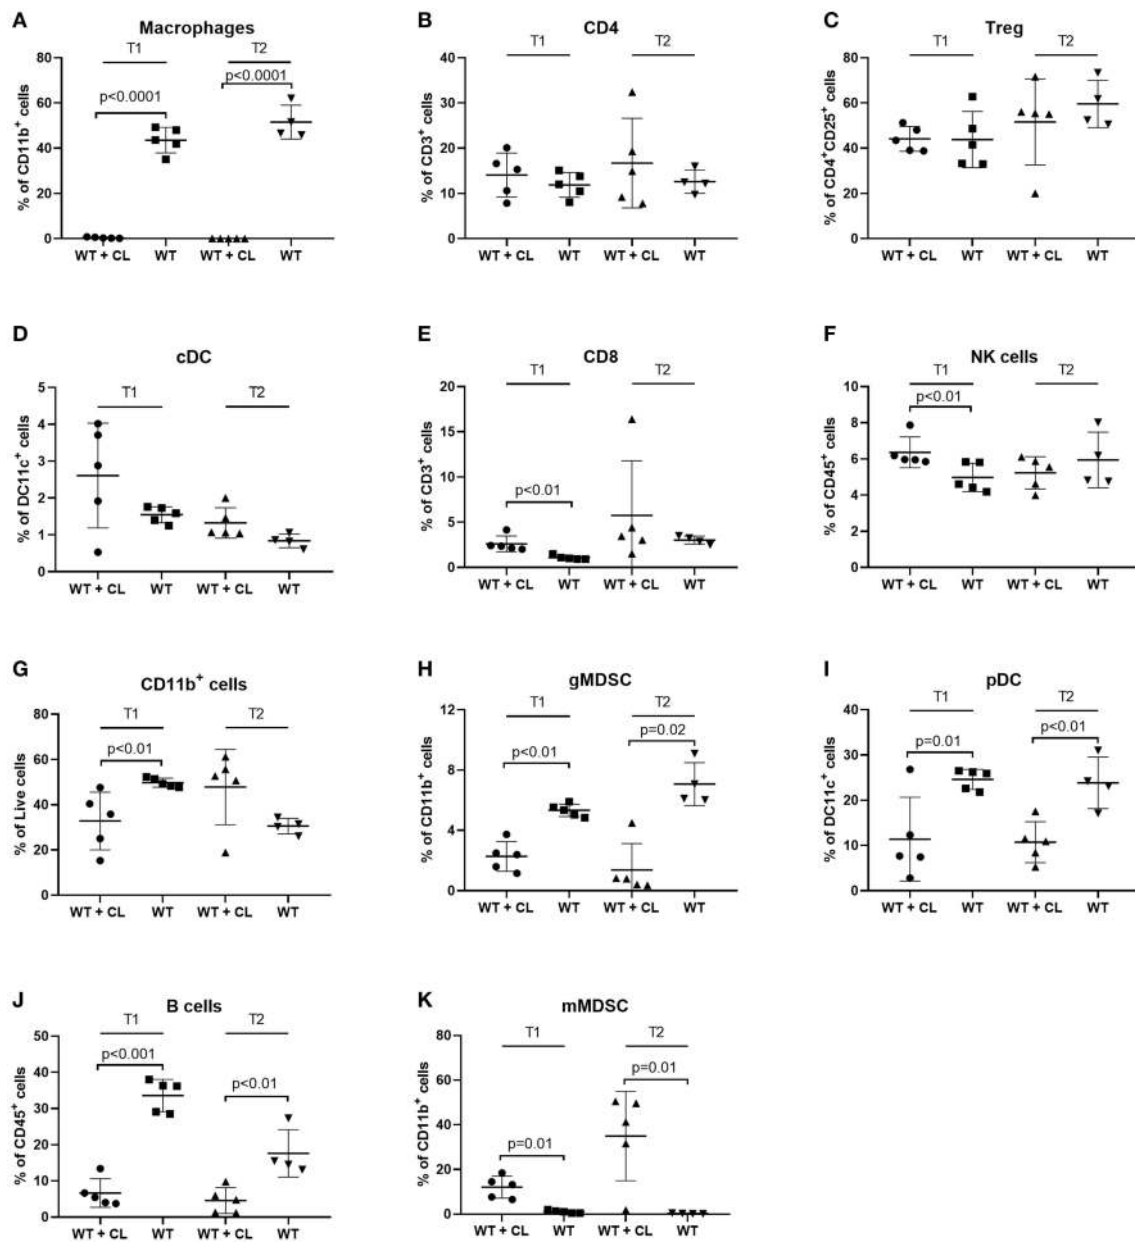 A
Macrophages
T1
T2
p<0.0001
p<0.0001
% of CD11b+ cells
80
60
40
20
0
WT + CL
WT
WT + CL
WT
B
CD4
T1
T2
% of CD3+ cells
40
30
20
10
0
WT + CL
WT
WT + CL
WT
C
Treg
T1
T2
% of CD4+CD25+ cells
80
60
40
20
0
WT + CL
WT
WT + CL
WT
D
cDC
T1
T2
% of DC11c+ cells
5
4
3
2
1
0
WT + CL
WT
WT + CL
WT
E
CD8
T1
T2
p<0.01
% of CD3+ cells
20
15
10
5
0
WT + CL
WT
WT + CL
WT
F
NK cells
T1
T2
p<0.01
% of CD45+ cells
10
8
6
4
2
0
WT + CL
WT
WT + CL
WT
G
CD11b+ cells
T1
T2
p<0.01
% of Live cells
80
60
40
20
0
WT + CL
WT
WT + CL
WT
H
gMDSC
T1
T2
p<0.01
p=0.02
% of CD11b+ cells
12
8
4
0
WT + CL
WT
WT + CL
WT
I
pDC
T1
T2
p=0.01
p<0.01
% of DC11c+ cells
40
30
20
10
0
WT + CL
WT
WT + CL
WT
J
B cells
T1
T2
p<0.001
p<0.01
% of CD45+ cells
50
40
30
20
10
0
WT + CL
WT
WT + CL
WT
K
mMDSC
T1
T2
p=0.01
p=0.01
% of CD11b+ cells
80
60
40
20
0
WT + CL
WT
WT + CL
WT